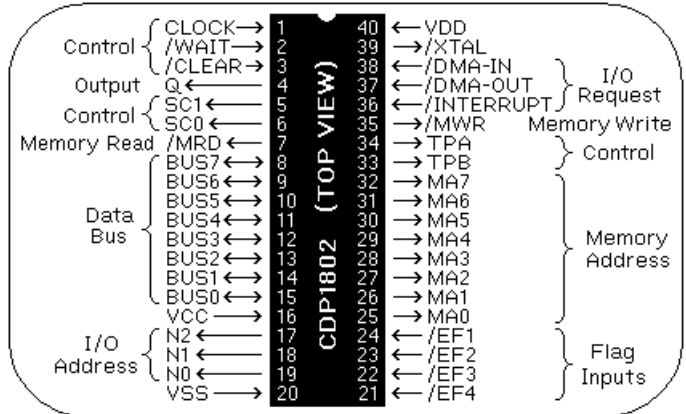 CLOCK 1 40 VDD
Control /WAIT 2 39 /XTAL
/CLEAR 3 38 /DMA-IN
Output Q 4 37 /DMA-OUT I/O Request
Control SC1 5 36 /INTERRUPT
SC0 6 35 /MWR Memory Write
Memory Read /MRD 7 34 TPA Control
BUS7 8 33 TPB
BUS6 9 32 MA7
BUS5 10 31 MA6
Data Bus BUS4 11 30 MA5
BUS3 12 29 MA4 Memory Address
BUS2 13 28 MA3
BUS1 14 27 MA2
BUS0 15 26 MA1
VCC 16 25 MA0
I/O Address N2 17 24 /EF1
N1 18 23 /EF2 Flag Inputs
N0 19 22 /EF3
VSS 20 21 /EF4
CDP1802 (TOP VIEW)